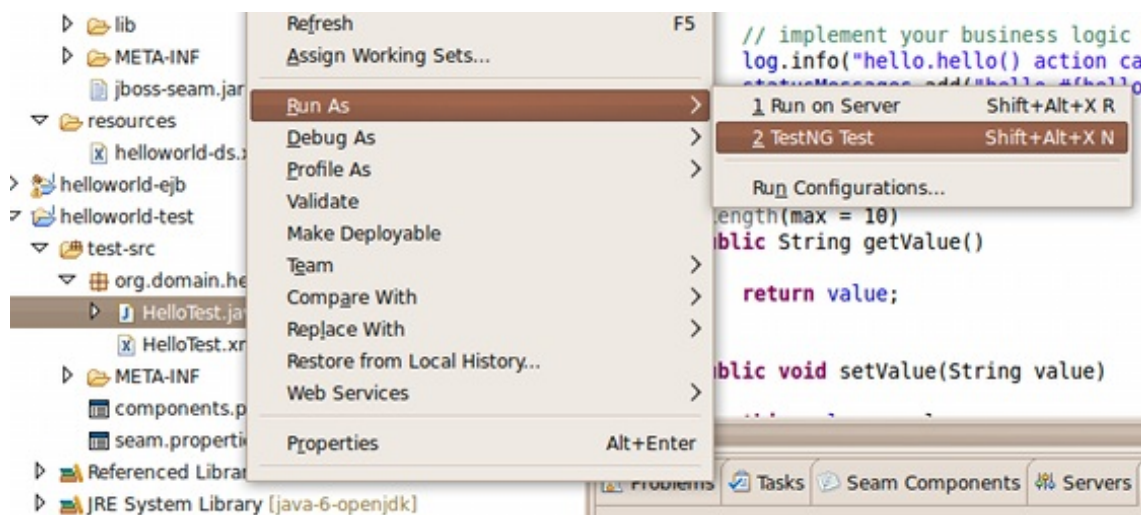 lib
META-INF
jboss-seam.jar
resources
helloworld-ds.x
helloworld-ejb
helloworld-test
test-src
org.domain.he
HelloTest.ja
HelloTest.xm
META-INF
components.p
seam.properti
Referenced Librar
JRE System Library [java-6-openjdk]
Refresh F5
Assign Working Sets...
Run As
Debug As
Profile As
Validate
Make Deployable
Team
Compare With
Replace With
Restore from Local History...
Web Services
Properties Alt+Enter
1 Run on Server Shift+Alt+X R
2 TestNG Test Shift+Alt+X N
Run Configurations...
// implement your business logic
log.info("hello.hello() action ca
ength(max = 10)
blic String getValue()
return value;
blic void setValue(String value)
Problems Tasks Seam Components Servers